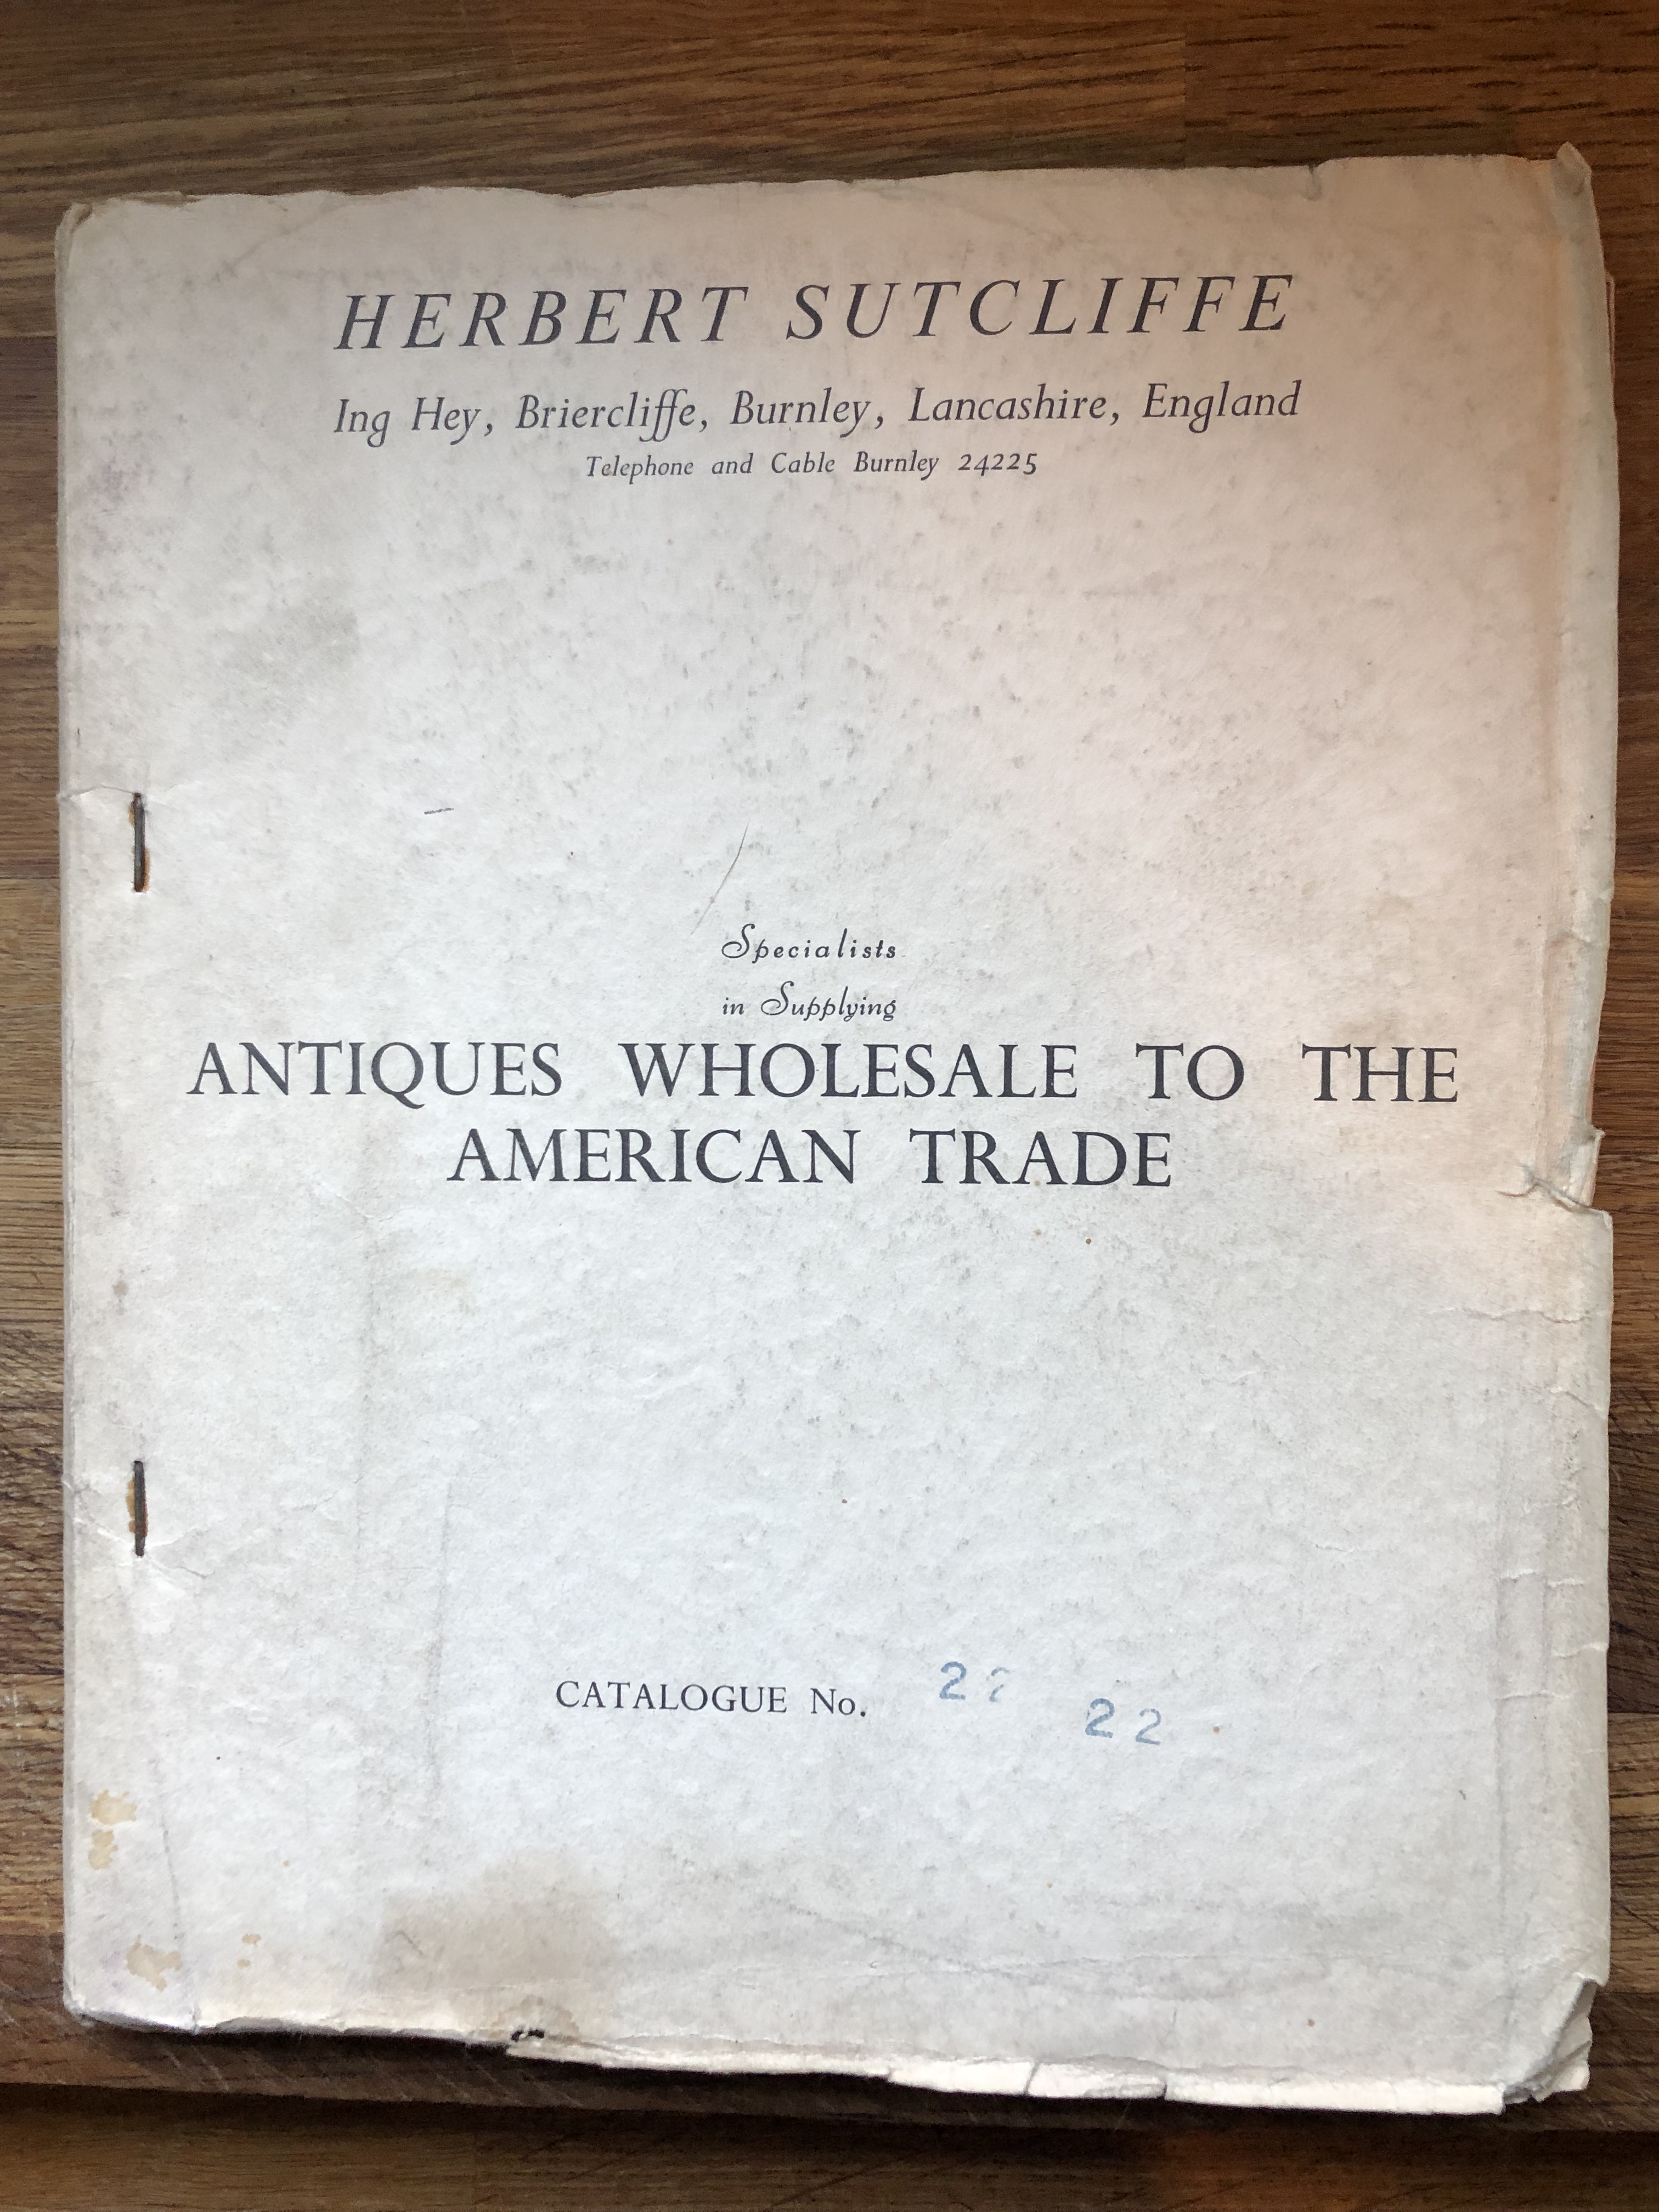 HERBERT SUTCLIFFE
Ing Hey, Briercliffe, Burnley, Lancashire, England
Telephone and Cable Burnley 24225
Specialists
in Supplying
ANTIQUES WHOLESALE TO THE
AMERICAN TRADE
CATALOGUE No. 22
22